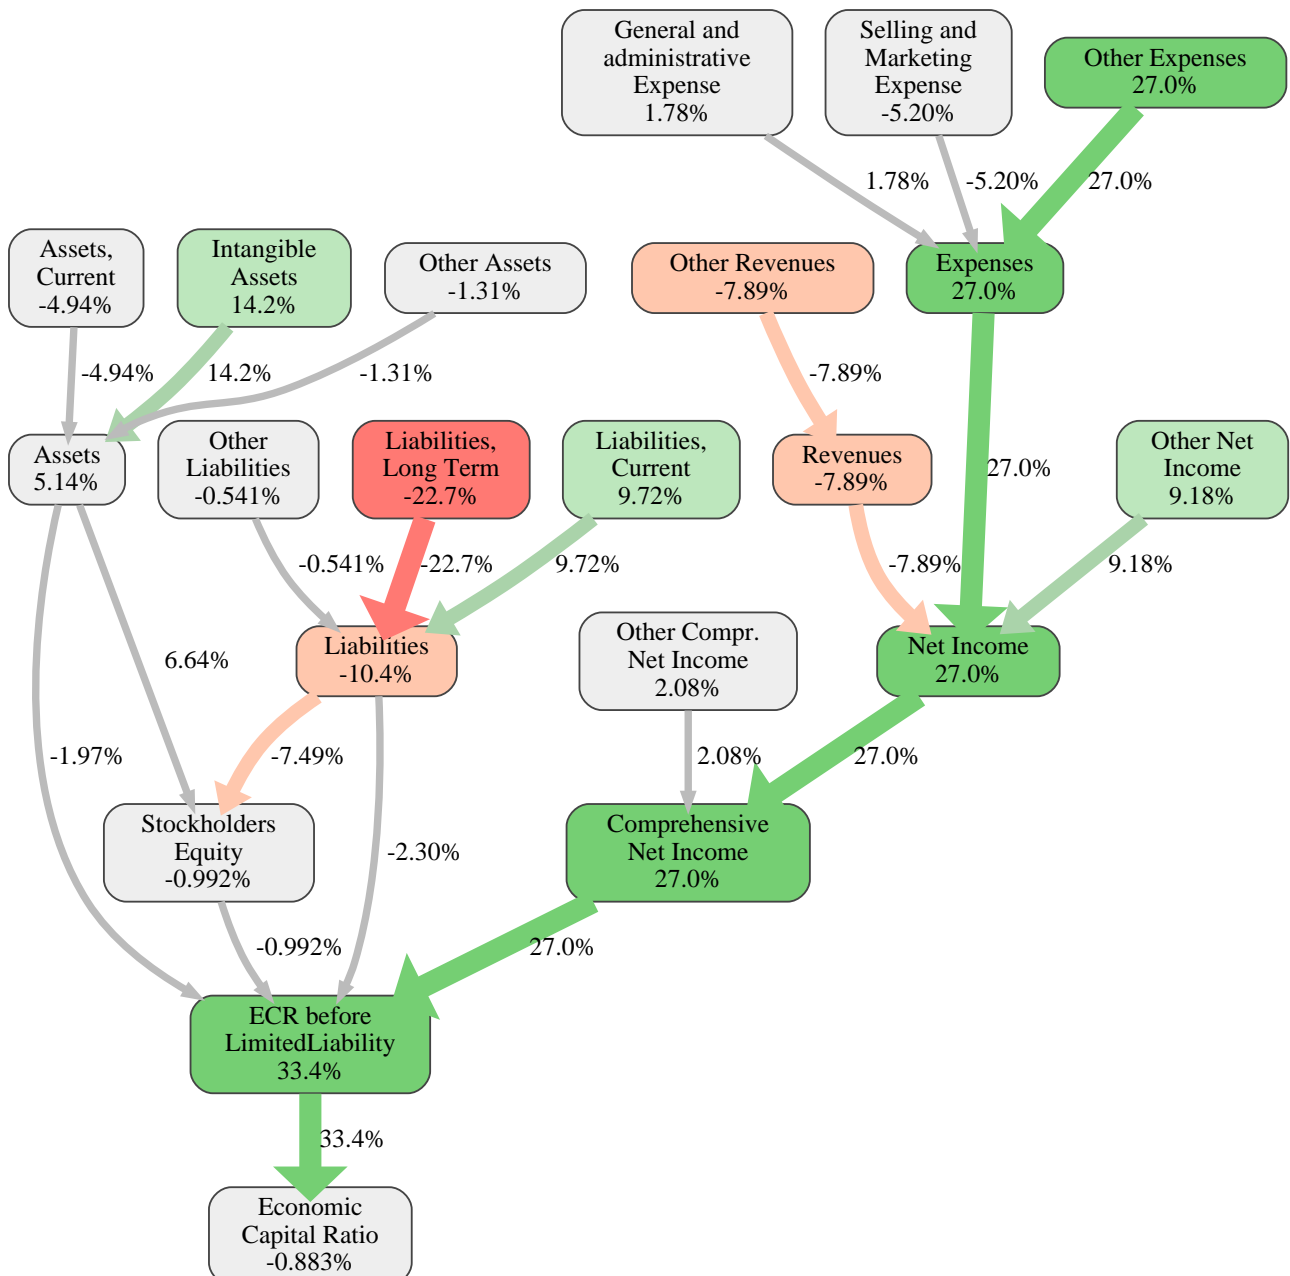 General and
administrative
Expense
1.78%
Selling and
Marketing
Expense
-5.20%
Other Expenses
27.0%
1.78%
-5.20%
27.0%
Assets,
Current
-4.94%
Intangible
Assets
14.2%
Other Assets
-1.31%
Other Revenues
-7.89%
Expenses
27.0%
-4.94%
14.2%
-1.31%
-7.89%
27.0%
Assets
5.14%
Other
Liabilities
-0.541%
Liabilities,
Long Term
-22.7%
Liabilities,
Current
9.72%
Revenues
-7.89%
Other Net
Income
9.18%
-0.541%
-22.7%
9.72%
-7.89%
9.18%
6.64%
Liabilities
-10.4%
Other Compr.
Net Income
2.08%
Net Income
27.0%
-1.97%
-7.49%
2.08%
27.0%
Stockholders
Equity
-0.992%
-2.30%
Comprehensive
Net Income
27.0%
-0.992%
27.0%
ECR before
LimitedLiability
33.4%
33.4%
Economic
Capital Ratio
-0.883%